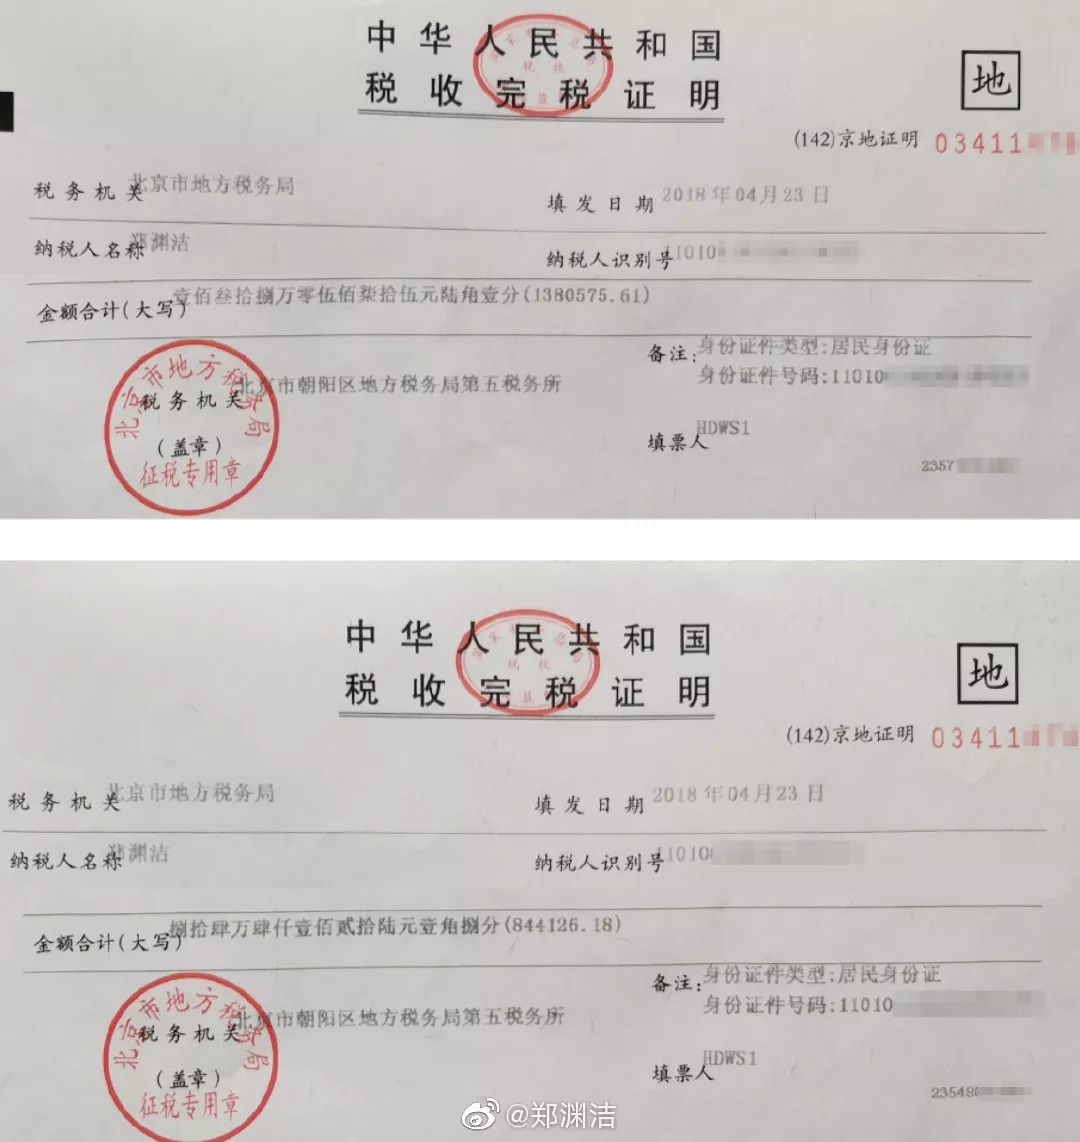 中华人民共和国
税收完税证明
地
(142)京地证明 03411
税务机关 北京市地方税务局 填发日期 2018年04月23日
纳税人名称 郑渊洁 纳税人识别号 11010
金额合计(大写) 壹佰叁拾捌万零伍佰柒拾伍元陆角壹分(1380575.61)
备注: 身份证件类型:居民身份证
身份证件号码:11010
北京市地方税务局
税务机关 北京市朝阳区地方税务局第五税务所
(盖章)
征税专用章
填票人 HDWS1
2357
中华人民共和国
税收完税证明
地
(142)京地证明 03411
税务机关 北京市地方税务局 填发日期 2018年04月23日
纳税人名称 郑渊洁 纳税人识别号 11010
金额合计(大写) 捌拾肆万肆仟壹佰贰拾陆元壹角捌分(844126.18)
备注: 身份证件类型:居民身份证
身份证件号码:11010
北京市地方税务局
税务机关 北京市朝阳区地方税务局第五税务所
(盖章)
征税专用章
填票人 HDWS1
23548
@郑渊洁